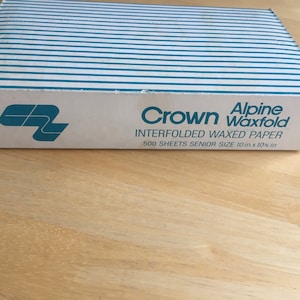 Crown Alpine Waxfold
INTERFOLDED WAXED PAPER
500 SHEETS SENIOR SIZE 10 in x 10¾ in